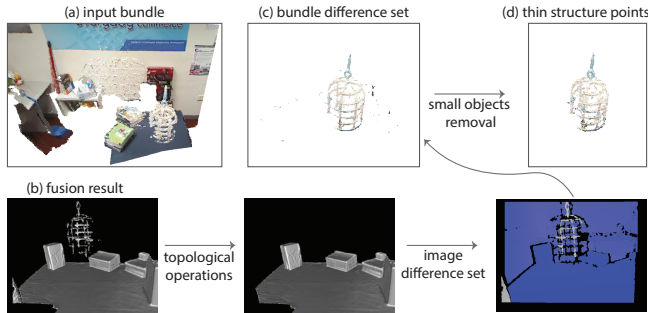 (a) input bundle
(c) bundle difference set
(d) thin structure points
small objects
removal
(b) fusion result
topological
operations
image
difference set